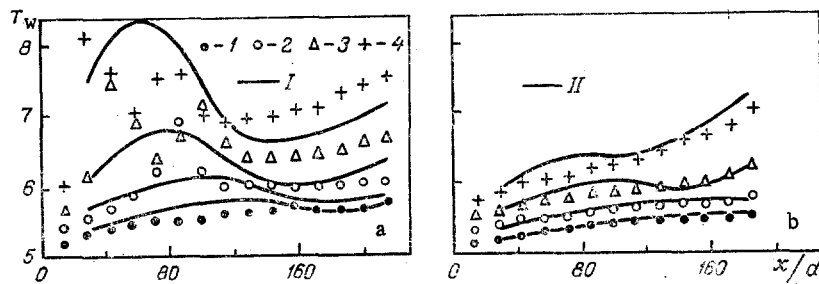 T_w
8
7
6
5
•-1 ○-2 △-3 +-4
— I
a
0 80 160
— II
b
0 80 160 x/d